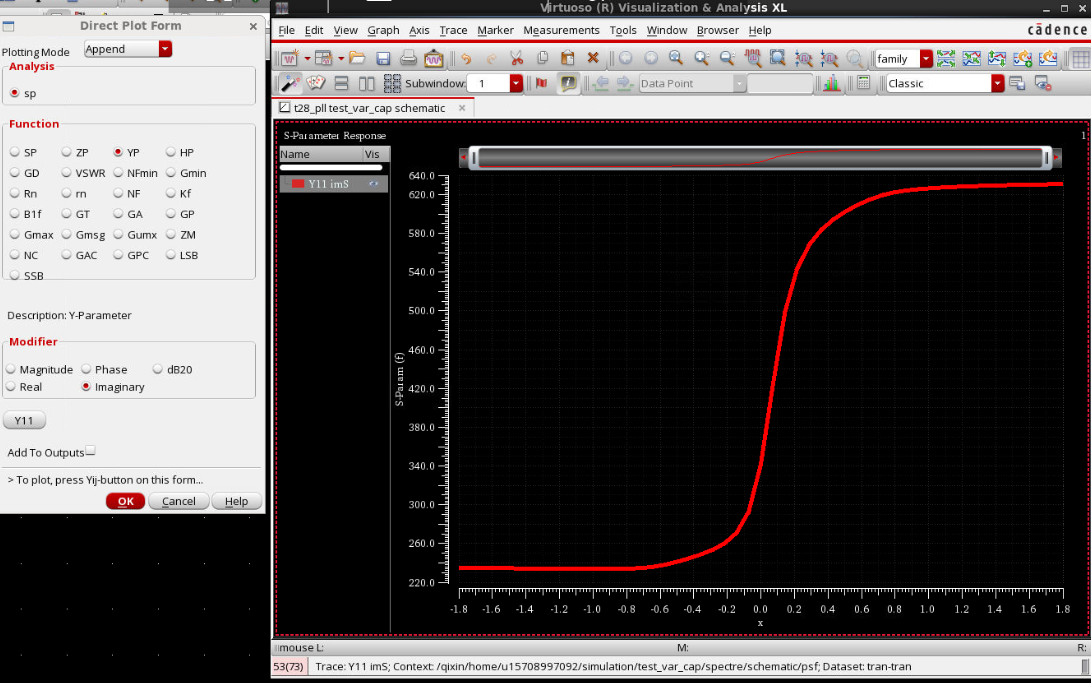 Direct Plot Form
Plotting Mode Append
Analysis
sp
Function
SP ZP YP HP
GD VSWR NFmin Gmin
Rn rn NF Kf
B1f GT GA GP
Gmax Gmsg Gumx ZM
NC GAC GPC LSB
SSB
Description: Y-Parameter
Modifier
Magnitude Phase dB20
Real Imaginary
Y11
Add To Outputs
> To plot, press Yij-button on this form...
OK Cancel Help
Virtuoso (R) Visualization & Analysis XL
File Edit View Graph Axis Trace Marker Measurements Tools Window Browser Help
cādence
family
Subwindow: 1 Data Point Classic
t28_pll test_var_cap schematic
S-Parameter Response 1
Name Vis
Y11 imS
S-Param (f)
640.0
620.0
580.0
540.0
500.0
460.0
420.0
380.0
340.0
300.0
260.0
220.0
-1.8 -1.6 -1.4 -1.2 -1.0 -0.8 -0.6 -0.4 -0.2 0.0 0.2 0.4 0.6 0.8 1.0 1.2 1.4 1.6 1.8
x
mouse L: M: R:
53(73) Trace: Y11 imS; Context: /qixin/home/u15708997092/simulation/test_var_cap/spectre/schematic/psf; Dataset: tran-tran